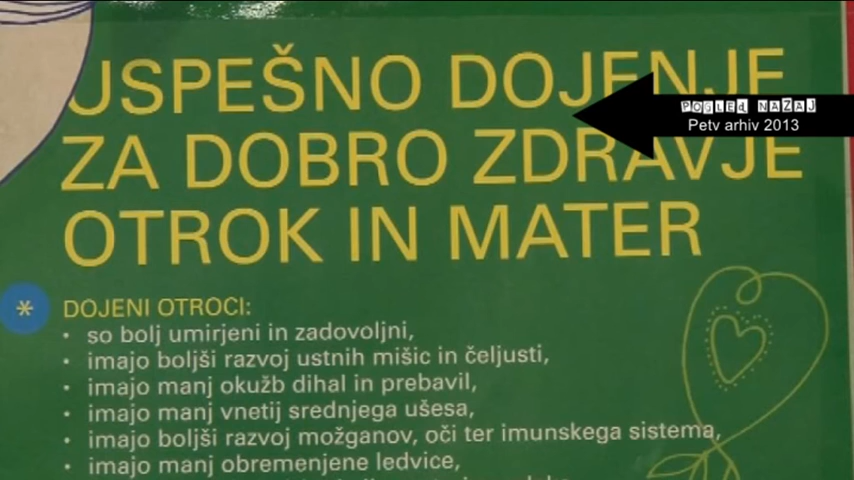 USPEŠNO DOJENJE
ZA DOBRO ZDRAVJE
OTROK IN MATER
POGLED NAZAJ
Petv arhiv 2013
* DOJENI OTROCI:
• so bolj umirjeni in zadovoljni,
• imajo boljši razvoj ustnih mišic in čeljusti,
• imajo manj okužb dihal in prebavil,
• imajo manj vnetij srednjega ušesa,
• imajo boljši razvoj možganov, oči ter imunskega sistema,
• imajo manj obremenjene ledvice,